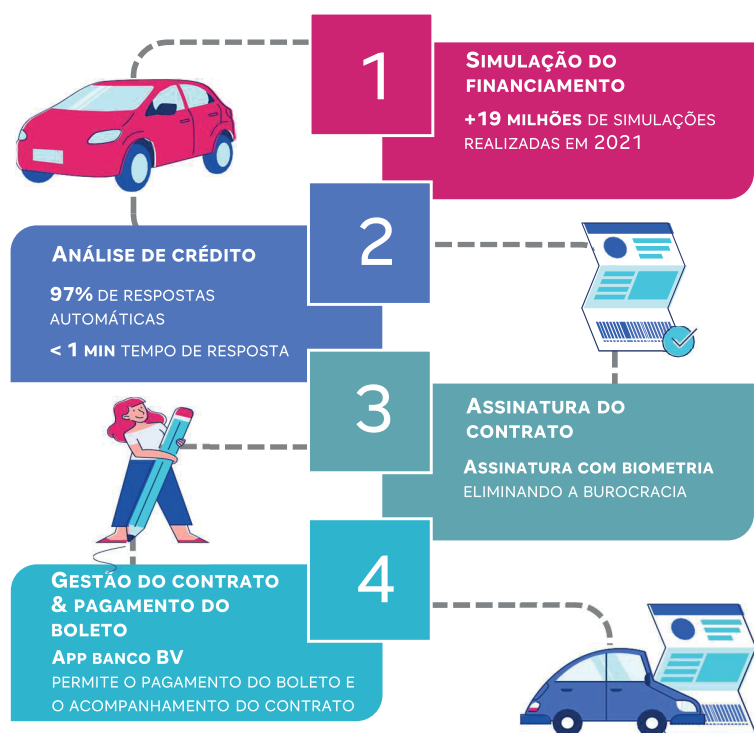 1
SIMULAÇÃO DO
FINANCIAMENTO
+19 MILHÕES DE SIMULAÇÕES
REALIZADAS EM 2021
2
ANÁLISE DE CRÉDITO
97% DE RESPOSTAS
AUTOMÁTICAS
< 1 MIN TEMPO DE RESPOSTA
3
ASSINATURA DO
CONTRATO
ASSINATURA COM BIOMETRIA
ELIMINANDO A BUROCRACIA
4
GESTÃO DO CONTRATO
& PAGAMENTO DO
BOLETO
APP BANCO BV
PERMITE O PAGAMENTO DO BOLETO E
O ACOMPANHAMENTO DO CONTRATO